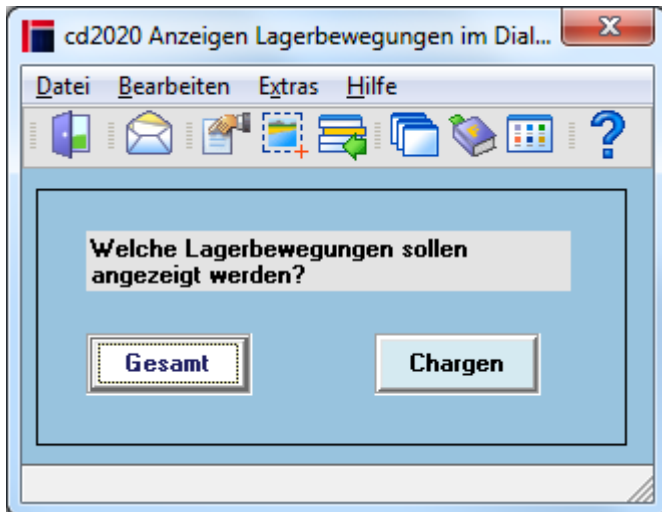 cd2020 Anzeigen Lagerbewegungen im Dial...
Datei Bearbeiten Extras Hilfe
Welche Lagerbewegungen sollen
angezeigt werden?
Gesamt Chargen